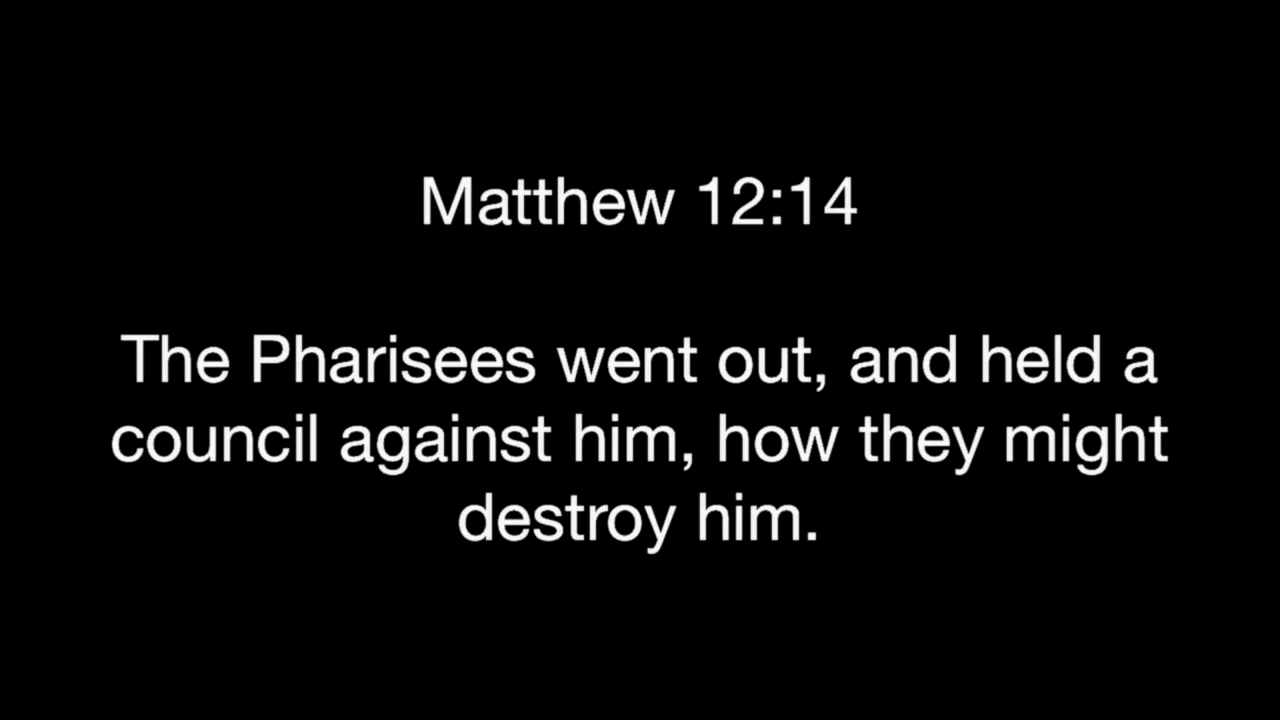 Matthew 12:14
The Pharisees went out, and held a
council against him, how they might
destroy him.